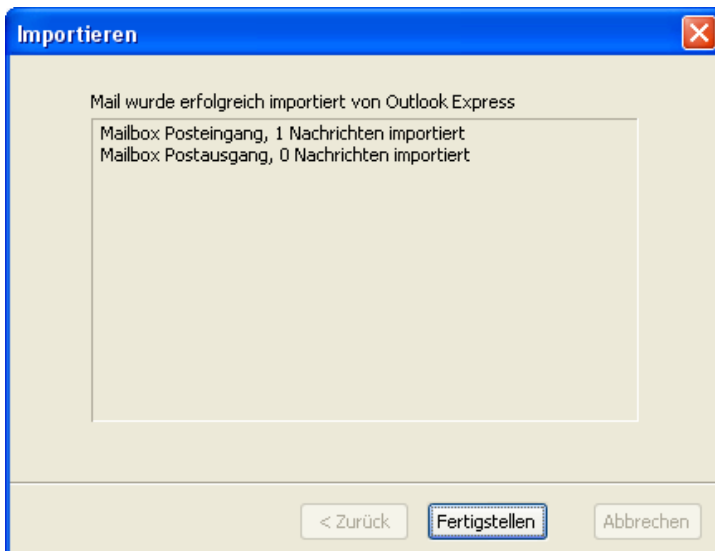 Importieren
Mail wurde erfolgreich importiert von Outlook Express
Mailbox Posteingang, 1 Nachrichten importiert
Mailbox Postausgang, 0 Nachrichten importiert
< Zurück Fertigstellen Abbrechen